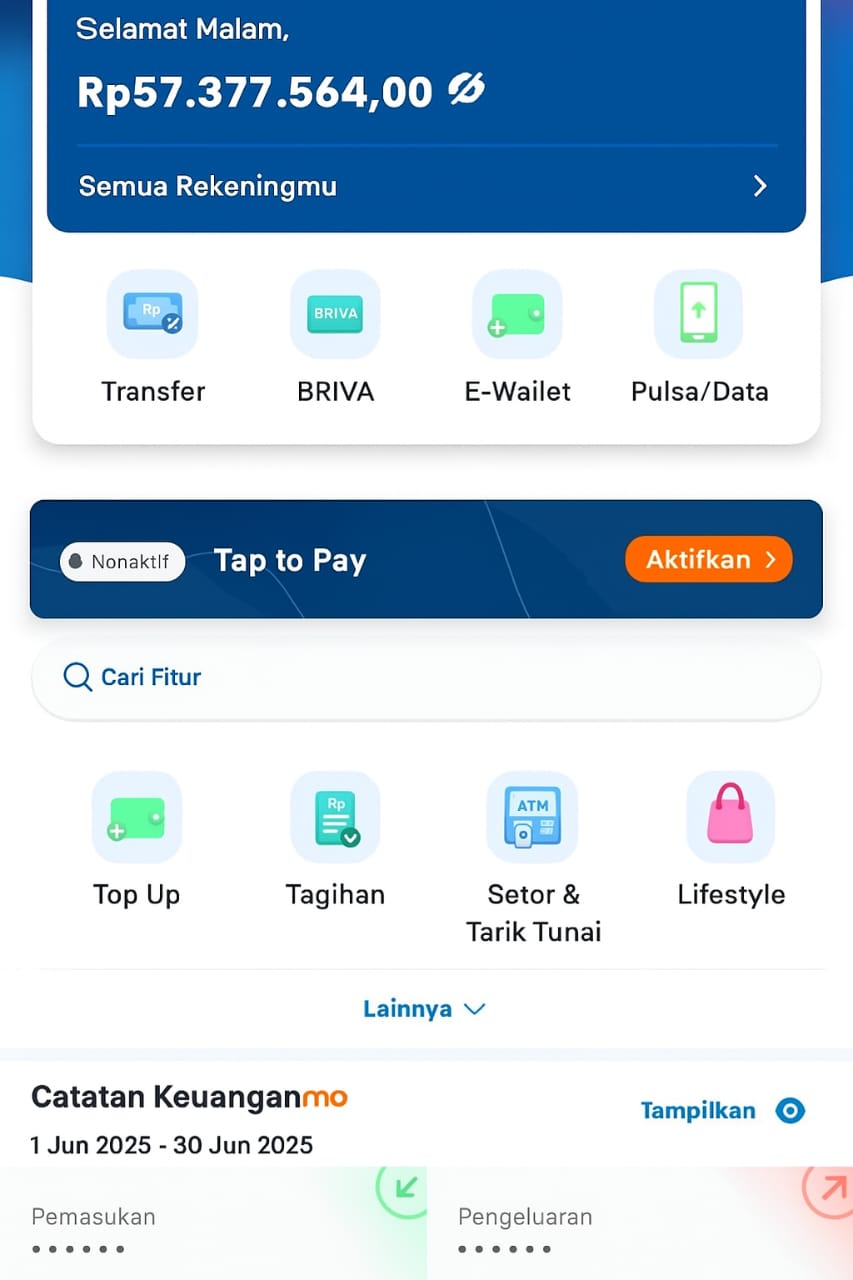 Selamat Malam,
Rp57.377.564,00
Semua Rekeningmu
Rp
BRIVA
Transfer
BRIVA
E-Wailet
Pulsa/Data
Nonaktlf
Tap to Pay
Aktifkan
Cari Fitur
Rp
ATM
Top Up
Tagihan
Setor &
Tarik Tunai
Lifestyle
Lainnya
Catatan Keuanganmo
Tampilkan
1 Jun 2025 - 30 Jun 2025
Pemasukan
Pengeluaran